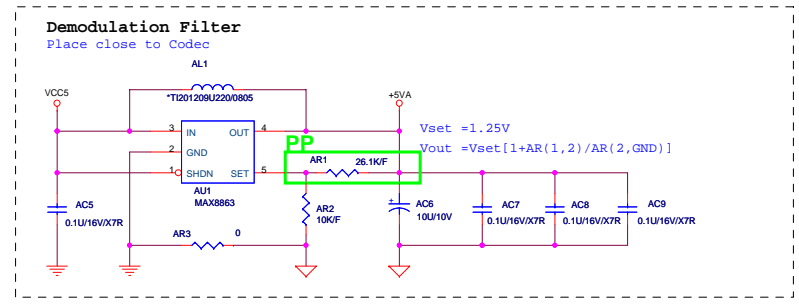 Demodulation Filter
Place close to Codec
AL1
VCC5
*TI201209U220/0805
+5VA
Vset =1.25V
3 IN OUT 4
PP
Vout =Vset[1+AR(1,2)/AR(2,GND)]
2 GND
AR1 26.1K/F
1 SHDN SET 5
AU1
MAX8863
AC5
0.1U/16V/X7R
AR2
10K/F
+
AC6
10U/10V
AC7
0.1U/16V/X7R
AC8
0.1U/16V/X7R
AC9
0.1U/16V/X7R
AR3 0